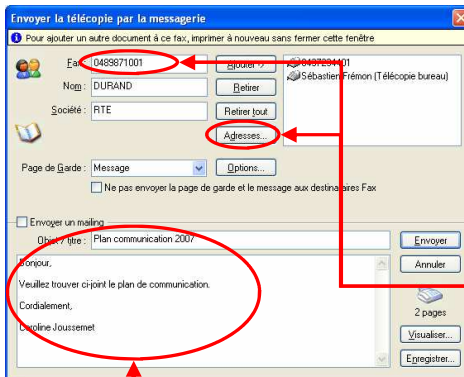 Envoyer la télécopie par la messagerie
Pour ajouter un autre document à ce fax, imprimer à nouveau sans fermer cette fenêtre
Fax : 0489871001
Ajouter ->
Nom : DURAND
Retirer
Sébastien Frémon (Télécopie bureau)
Société : RTE
Retirer tout
Adresses...
Page de Garde : Message
Options...
Ne pas envoyer la page de garde et le message aux destinataires Fax
Envoyer un mailing
Objet / titre : Plan communication 2007
Envoyer
Bonjour,
Annuler
Veuillez trouver ci-joint le plan de communication.
Cordialement,
2 pages
Caroline Joussemet
Visualiser...
Enregistrer...